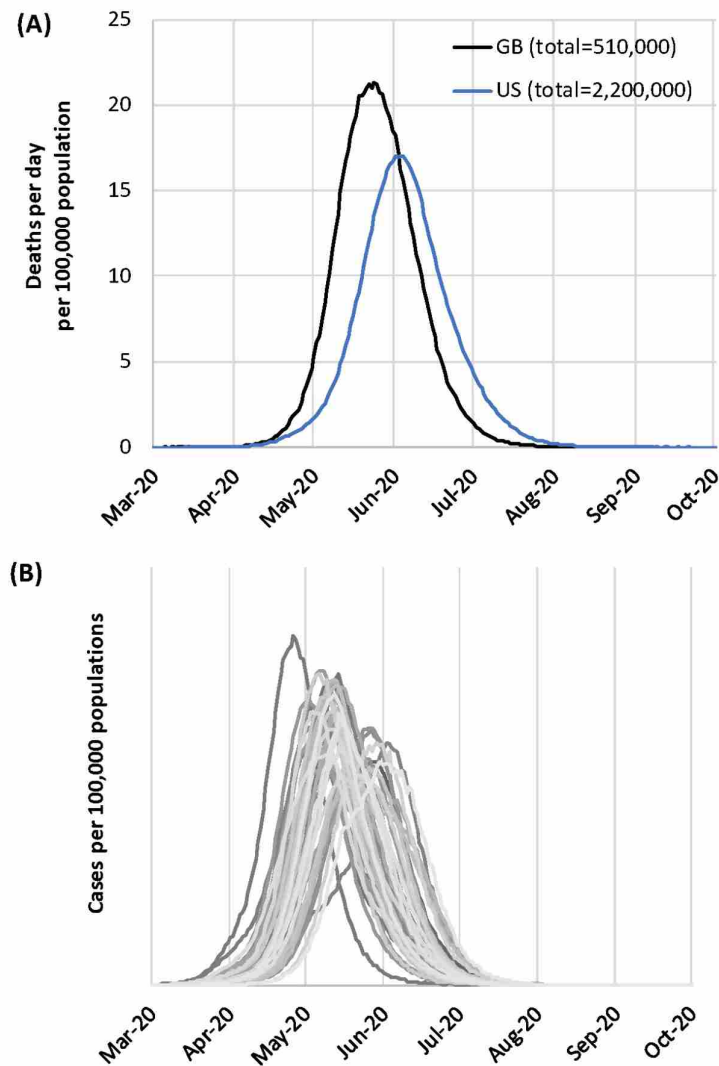 (A)
25
20
15
10
5
0
Deaths per day
per 100,000 population
GB (total=510,000)
US (total=2,200,000)
Mar-20
Apr-20
May-20
Jun-20
Jul-20
Aug-20
Sep-20
Oct-20
(B)
Cases per 100,000 populations
Mar-20
Apr-20
May-20
Jun-20
Jul-20
Aug-20
Sep-20
Oct-20